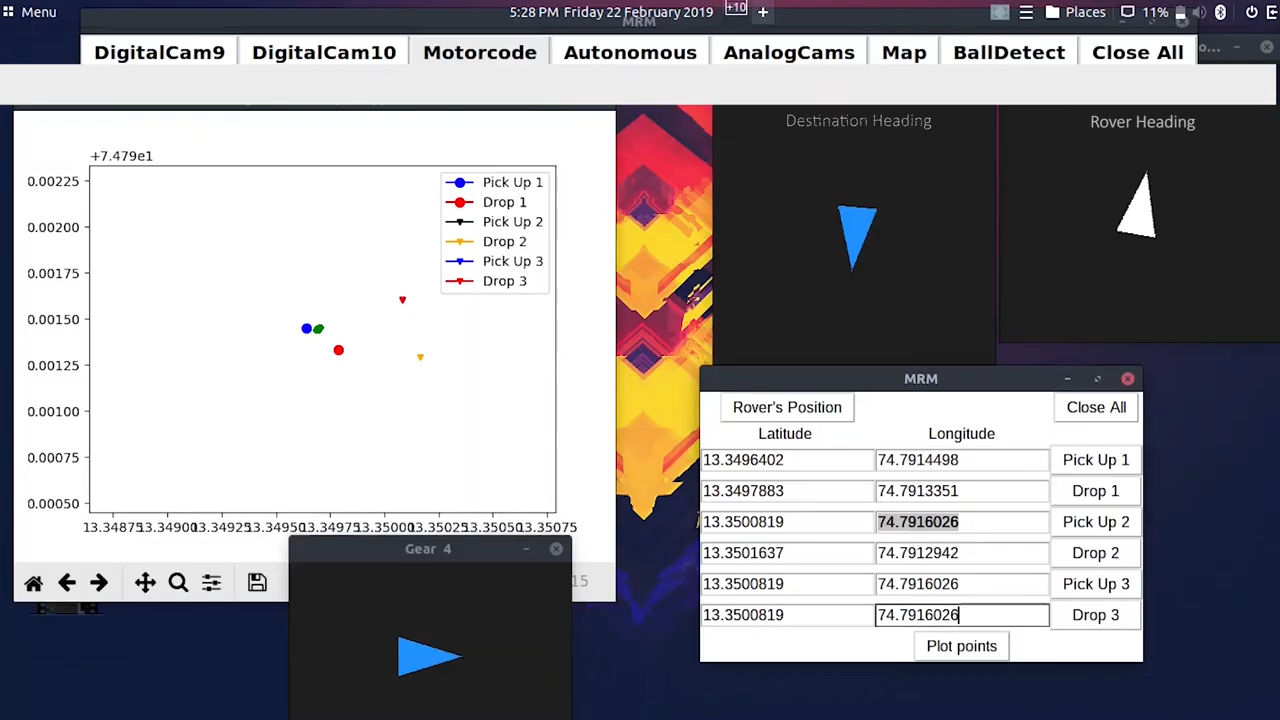 Menu
5:28 PM Friday 22 February 2019
+10
+
Places
11%
MRM
DigitalCam9
DigitalCam10
Motorcode
Autonomous
AnalogCams
Map
BallDetect
Close All
o...
+7.479e1
0.00225
0.00200
0.00175
0.00150
0.00125
0.00100
0.00075
0.00050
13.34875
13.34900
13.34925
13.34950
13.34975
13.35000
13.35025
13.35050
13.35075
Pick Up 1
Drop 1
Pick Up 2
Drop 2
Pick Up 3
Drop 3
15
Destination Heading
Rover Heading
Gear 4
MRM
Rover's Position
Close All
Latitude Longitude
13.3496402 74.7914498 Pick Up 1
13.3497883 74.7913351 Drop 1
13.3500819 74.7916026 Pick Up 2
13.3501637 74.7912942 Drop 2
13.3500819 74.7916026 Pick Up 3
13.3500819 74.7916026 Drop 3
Plot points